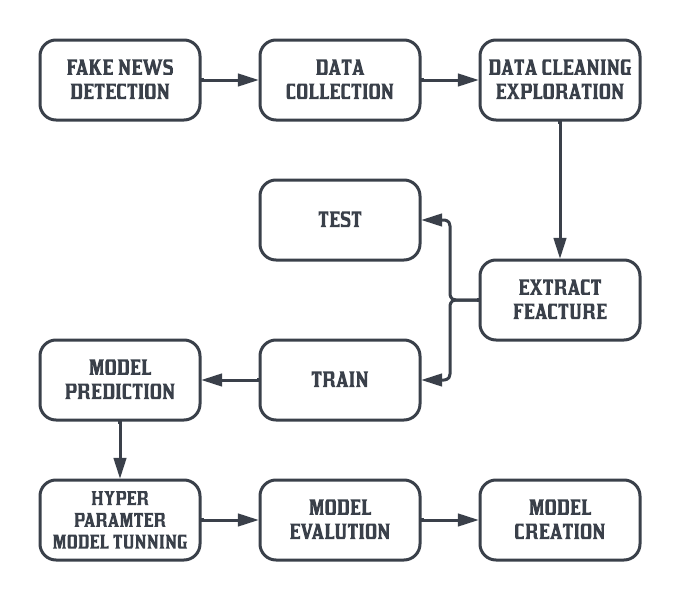 FAKE NEWS
DETECTION
DATA
COLLECTION
DATA CLEANING
EXPLORATION
TEST
EXTRACT
FEACTURE
MODEL
PREDICTION
TRAIN
HYPER
PARAMTER
MODEL TUNNING
MODEL
EVALUTION
MODEL
CREATION